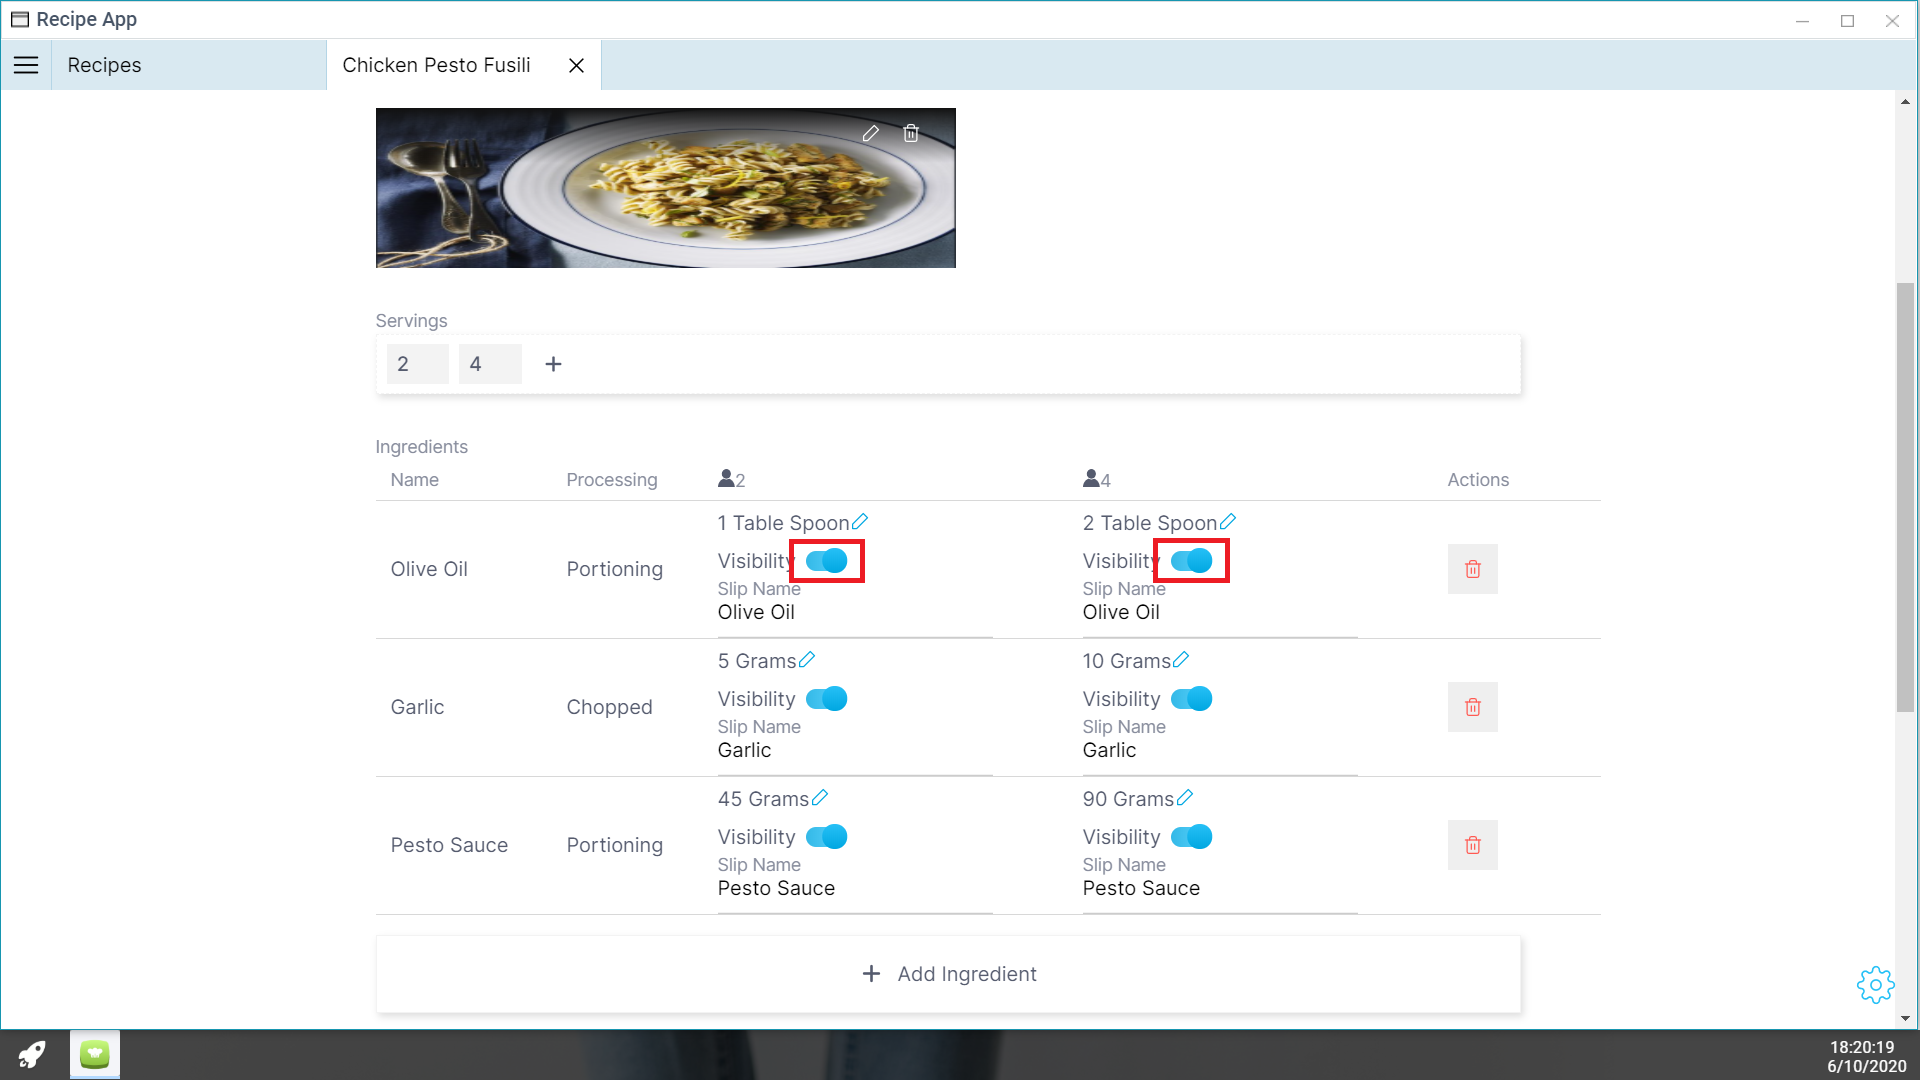 Recipe App
Recipes Chicken Pesto Fusili
Servings
2 4 +
Ingredients
Name Processing 2 4 Actions
1 Table Spoon 2 Table Spoon
Visibility Visibility
Olive Oil Portioning
Slip Name Slip Name
Olive Oil Olive Oil
5 Grams 10 Grams
Visibility Visibility
Garlic Chopped
Slip Name Slip Name
Garlic Garlic
45 Grams 90 Grams
Visibility Visibility
Pesto Sauce Portioning
Slip Name Slip Name
Pesto Sauce Pesto Sauce
+ Add Ingredient
18:20:19
6/10/2020